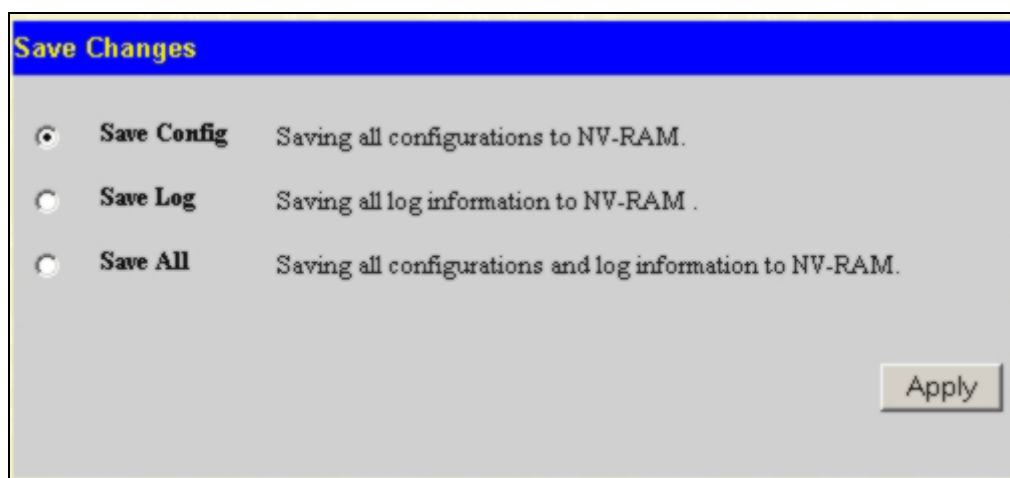 Save Changes
Save Config Saving all configurations to NV-RAM.
Save Log Saving all log information to NV-RAM .
Save All Saving all configurations and log information to NV-RAM.
Apply